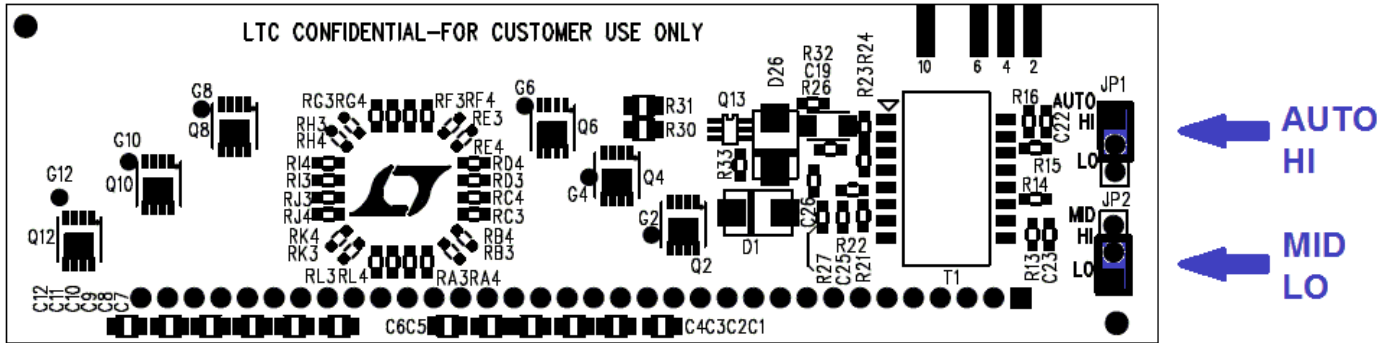 LTC CONFIDENTIAL-FOR CUSTOMER USE ONLY
10 6 4 2
G8
Q8
G10
Q10
G12
Q12
RG3RG4 RF3RF4
RH3
RH4
RE3
RE4
RI4
RI3
RJ3
RJ4
RD4
RD3
RC4
RC3
RK4
RK3
RB4
RB3
RL3RL4 RA3RA4
G6
Q6
G4
Q4
G2
Q2
R31
R30
Q13
D26
R33
D1
R32
C19
R26
R23R24
C26
R27
C25
R22
R21
T1
R16
C22
R15
R14
R13
C23
JP1
AUTO
HI
LO
JP2
MID
HI
LO
AUTO
HI
MID
LO
C12
C11
C10
C9
C8
C7
C6C5 C4C3C2C1